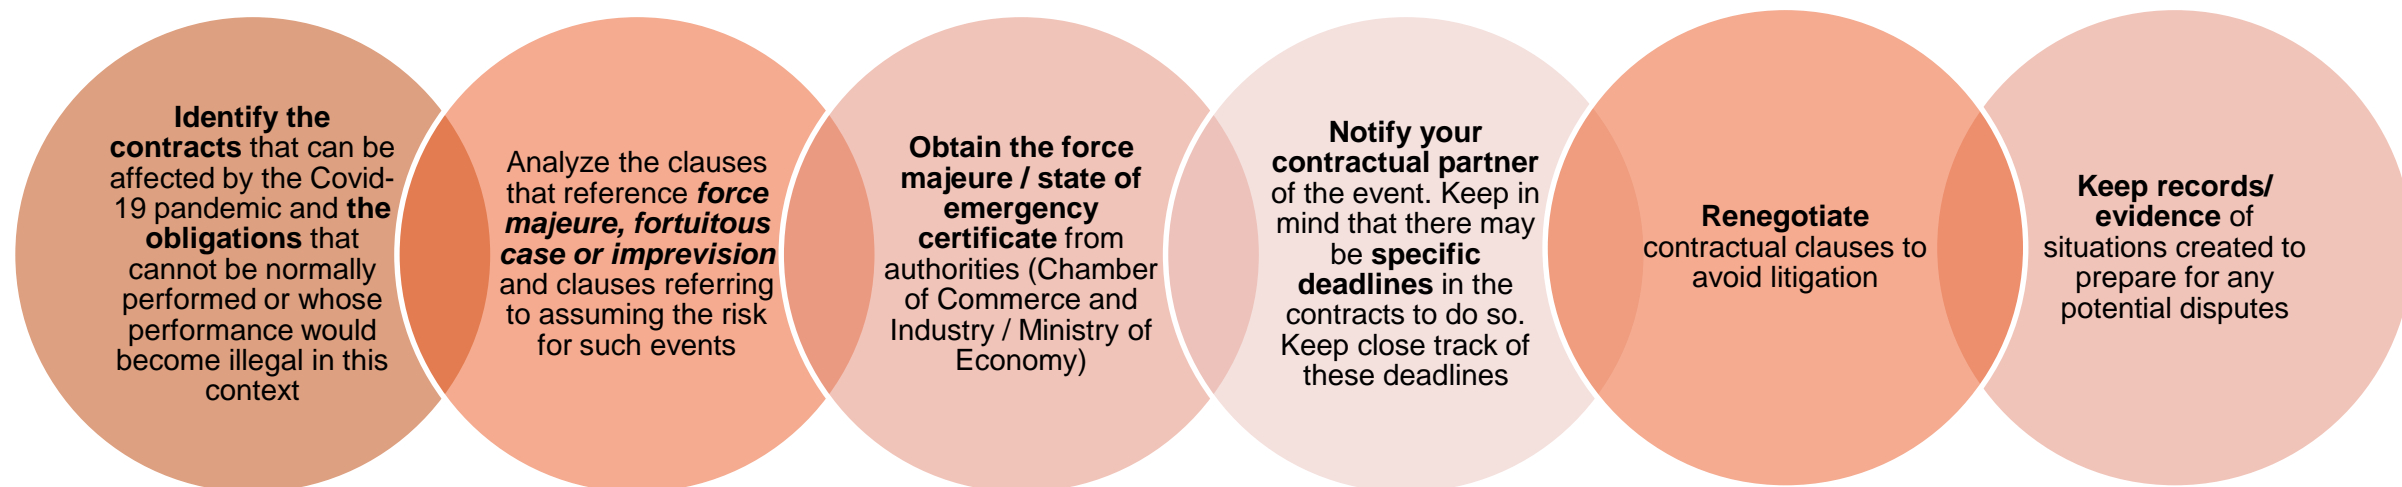 Identify the
contracts that can be
affected by the Covid-
19 pandemic and the
obligations that
cannot be normally
performed or whose
performance would
become illegal in this
context
Analyze the clauses
that reference force
majeure, fortuitous
case or imprevision
and clauses referring
to assuming the risk
for such events
Obtain the force
majeure / state of
emergency
certificate from
authorities (Chamber
of Commerce and
Industry / Ministry of
Economy)
Notify your
contractual partner
of the event. Keep in
mind that there may
be specific
deadlines in the
contracts to do so.
Keep close track of
these deadlines
Renegotiate
contractual clauses to
avoid litigation
Keep records/
evidence of
situations created to
prepare for any
potential disputes